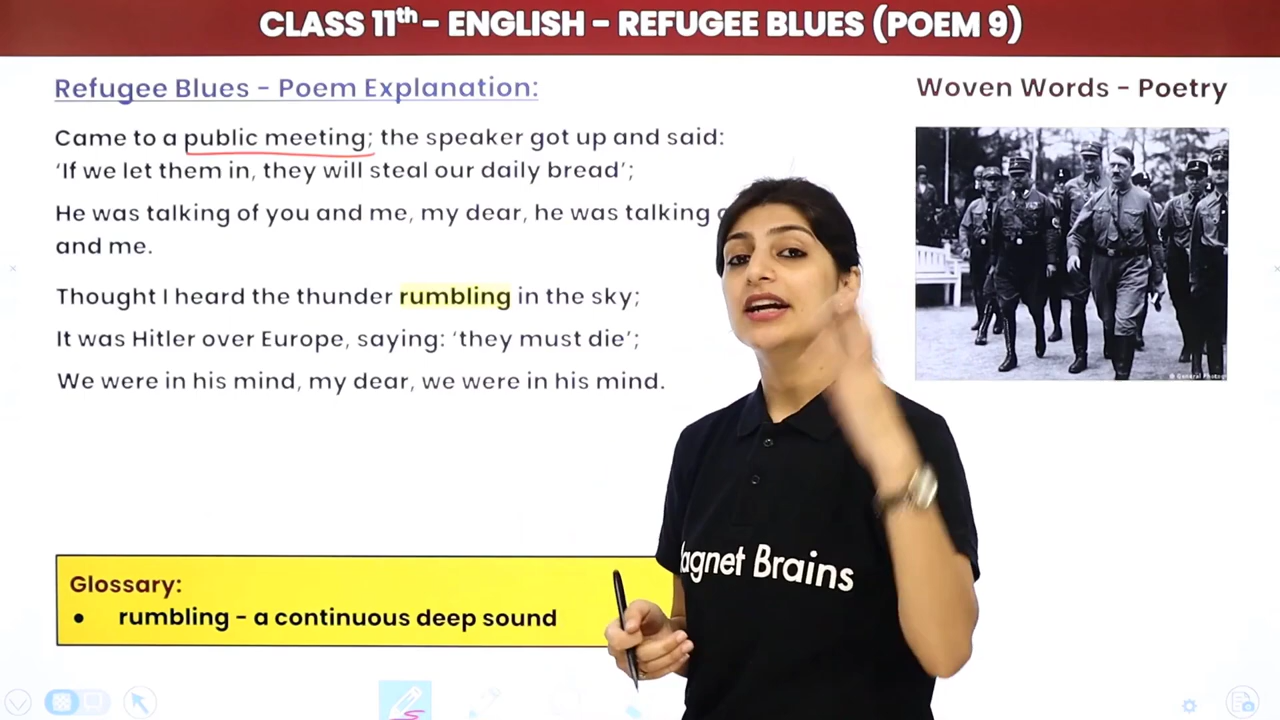 CLASS 11th - ENGLISH - REFUGEE BLUES (POEM 9)
Refugee Blues - Poem Explanation:
Woven Words - Poetry
Came to a public meeting; the speaker got up and said:
‘If we let them in, they will steal our daily bread’;
He was talking of you and me, my dear, he was talking
and me.
Thought I heard the thunder rumbling in the sky;
It was Hitler over Europe, saying: ‘they must die’;
We were in his mind, my dear, we were in his mind.
© General Photog
Glossary:
• rumbling - a continuous deep sound
agnet Brains